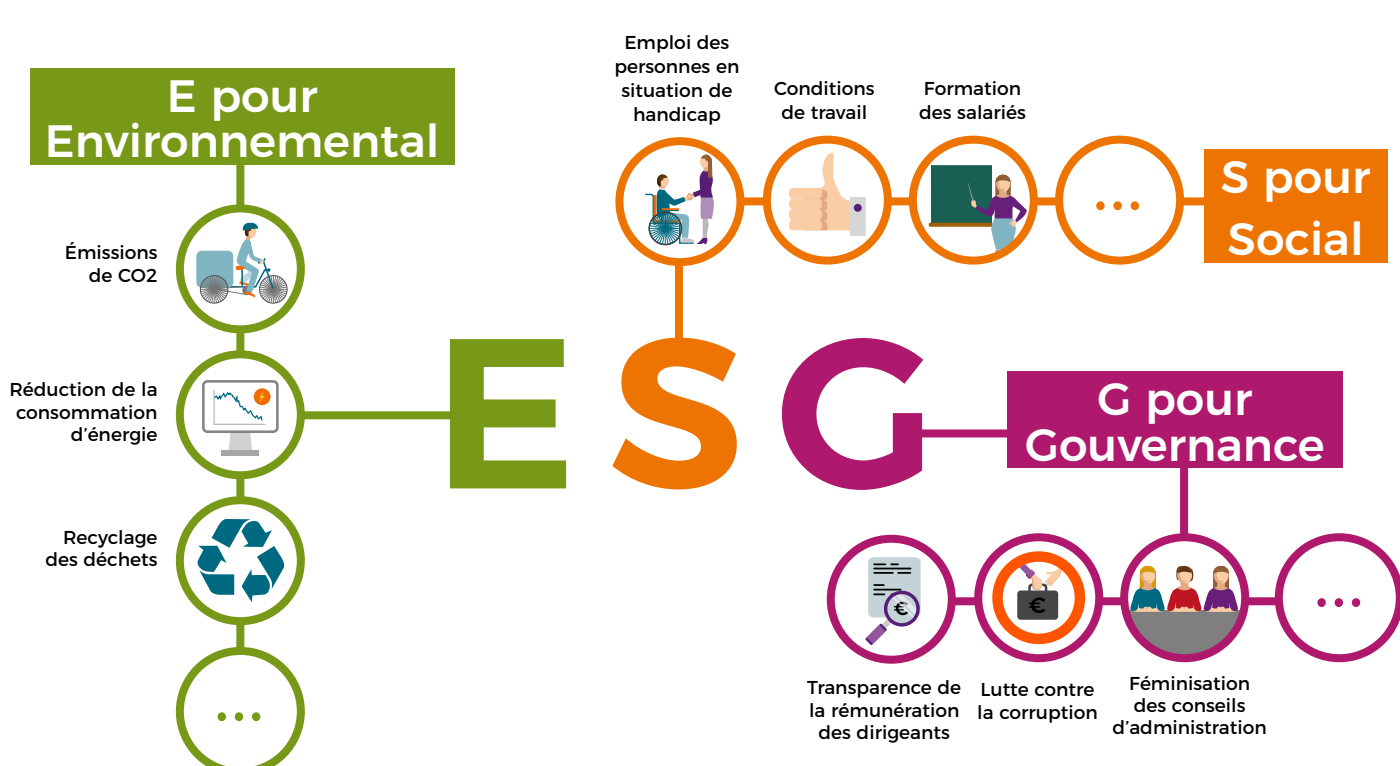 E pour
Environnemental
Émissions
de CO2
Réduction de la
consommation
d'énergie
Recyclage
des déchets
...
E S G
Emploi des
personnes en
situation de
handicap
Conditions
de travail
Formation
des salariés
...
S pour
Social
G pour
Gouvernance
€
Transparence de
la rémunération
des dirigeants
€
Lutte contre
la corruption
Féminisation
des conseils
d'administration
...